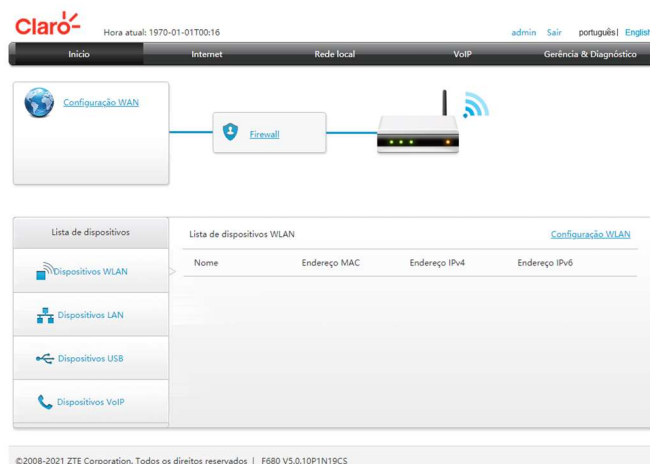 Claro
Hora atual: 1970-01-01T00:16
admin Sair português| English
Início Internet Rede local VoIP Gerência & Diagnóstico
Configuração WAN
Firewall
Lista de dispositivos
Lista de dispositivos WLAN Configuração WLAN
Nome Endereço MAC Endereço IPv4 Endereço IPv6
Dispositivos WLAN
Dispositivos LAN
Dispositivos USB
Dispositivos VoIP
©2008-2021 ZTE Corporation. Todos os direitos reservados | F680 V5.0.10P1N19CS